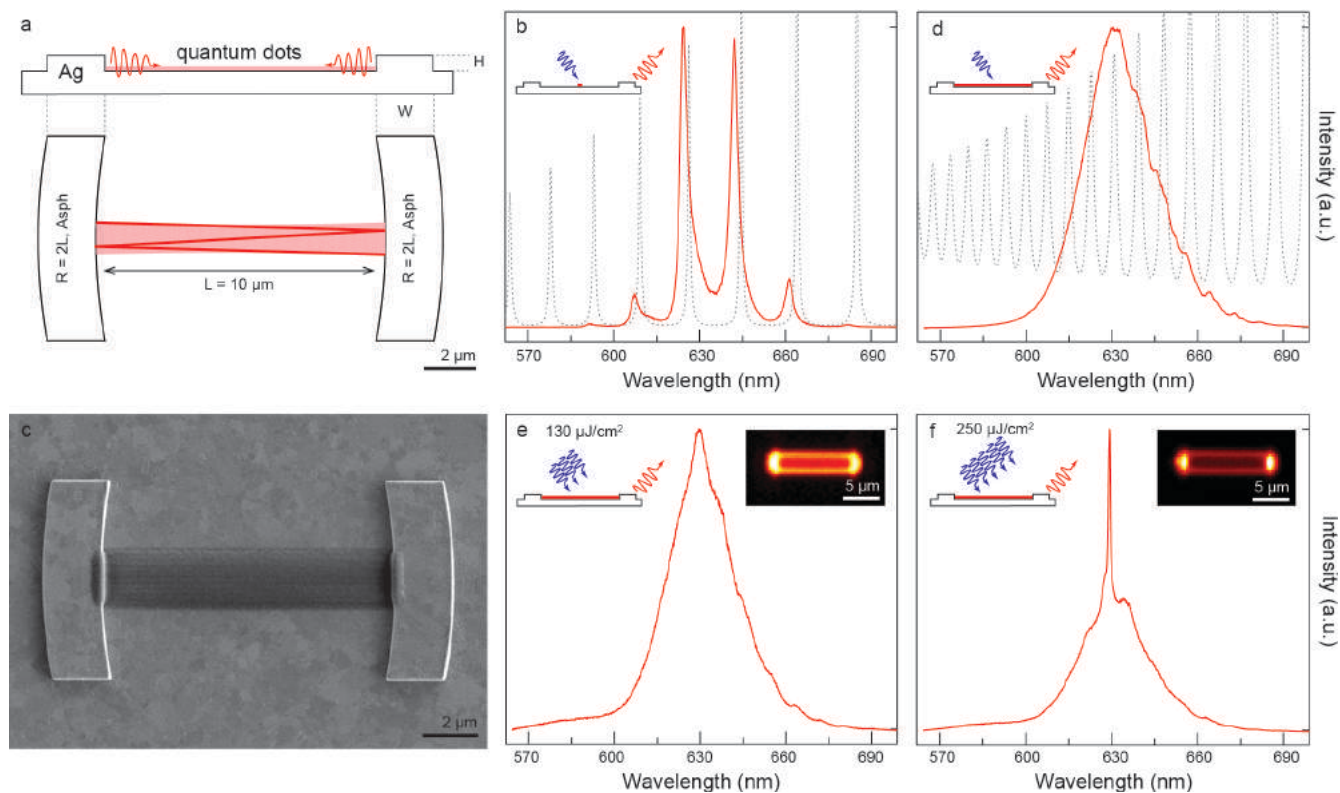 a
quantum dots
Ag
H
W
R = 2L, Asph
R = 2L, Asph
L = 10 µm
2 µm
b
570 600 630 660 690
Wavelength (nm)
d
Intensity (a.u.)
570 600 630 660 690
Wavelength (nm)
c
2 µm
e 130 µJ/cm²
5 µm
570 600 630 660 690
Wavelength (nm)
f 250 µJ/cm²
5 µm
Intensity (a.u.)
570 600 630 660 690
Wavelength (nm)